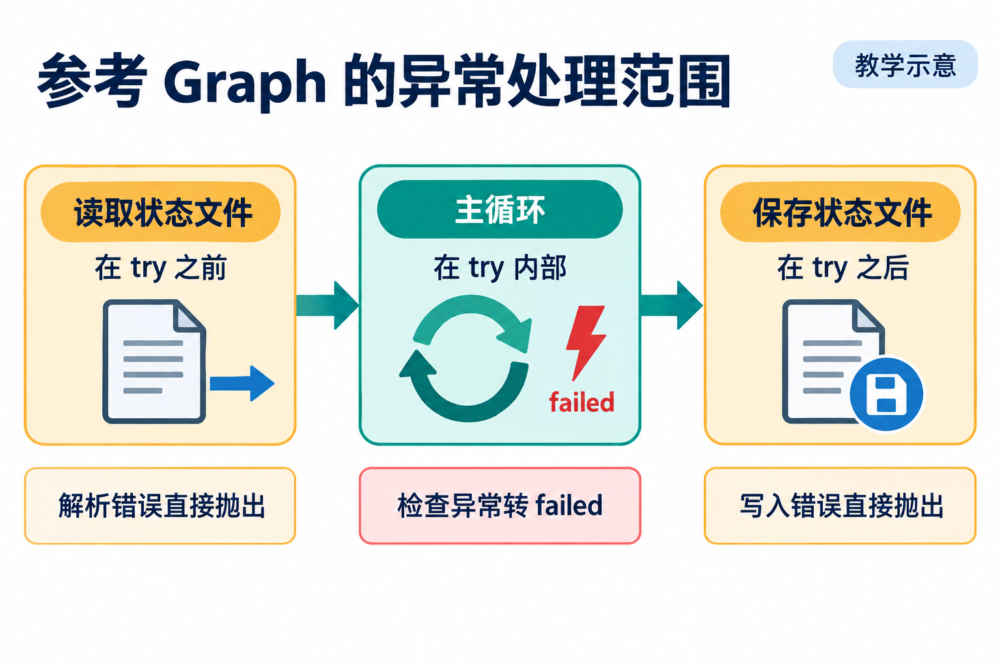 参考 Graph 的异常处理范围
教学示意
读取状态文件
在 try 之前
主循环
在 try 内部
failed
保存状态文件
在 try 之后
解析错误直接抛出
检查异常转 failed
写入错误直接抛出